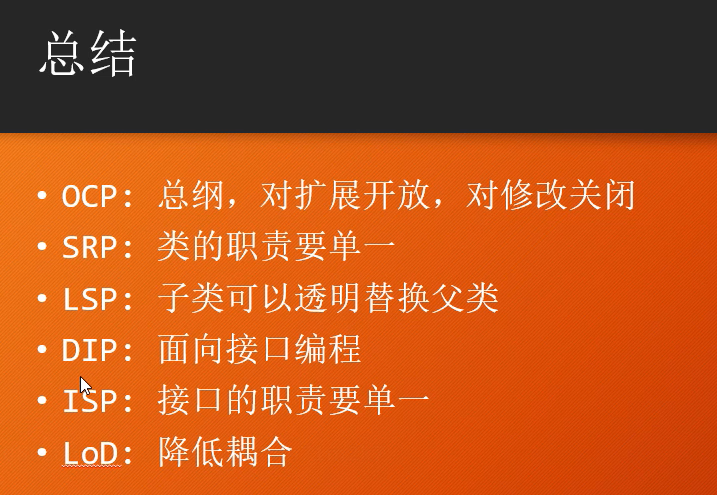 总结
• OCP: 总纲，对扩展开放，对修改关闭
• SRP: 类的职责要单一
• LSP: 子类可以透明替换父类
• DIP: 面向接口编程
• ISP: 接口的职责要单一
• LoD: 降低耦合